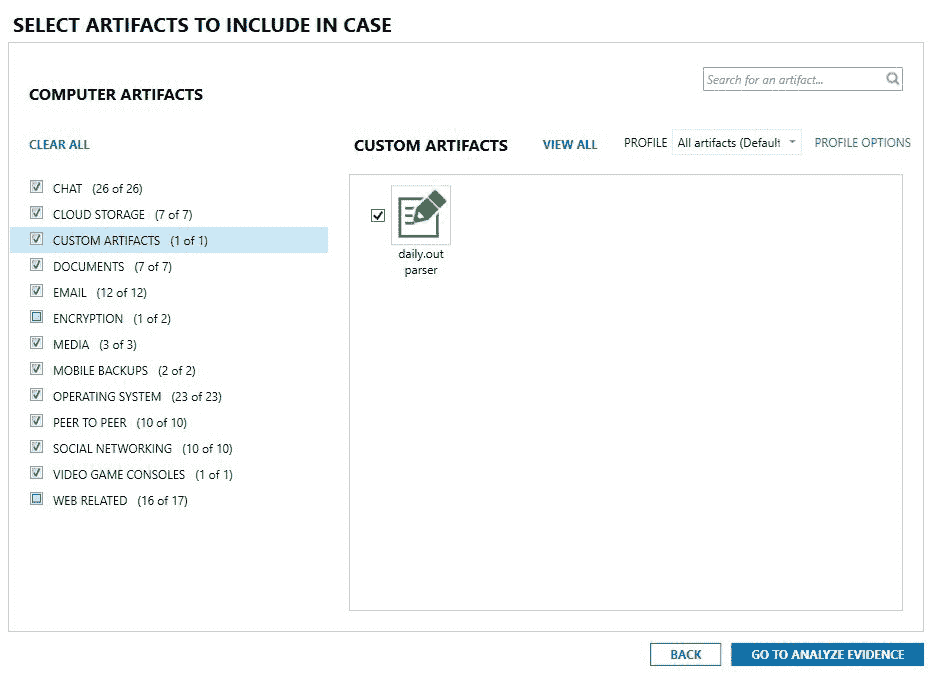 SELECT ARTIFACTS TO INCLUDE IN CASE
Search for an artifact...
COMPUTER ARTIFACTS
CLEAR ALL
CUSTOM ARTIFACTS VIEW ALL PROFILE All artifacts (Default PROFILE OPTIONS
CHAT (26 of 26)
CLOUD STORAGE (7 of 7)
CUSTOM ARTIFACTS (1 of 1)
DOCUMENTS (7 of 7)
EMAIL (12 of 12)
ENCRYPTION (1 of 2)
MEDIA (3 of 3)
MOBILE BACKUPS (2 of 2)
OPERATING SYSTEM (23 of 23)
PEER TO PEER (10 of 10)
SOCIAL NETWORKING (10 of 10)
VIDEO GAME CONSOLES (1 of 1)
WEB RELATED (16 of 17)
daily.out
parser
BACK
GO TO ANALYZE EVIDENCE